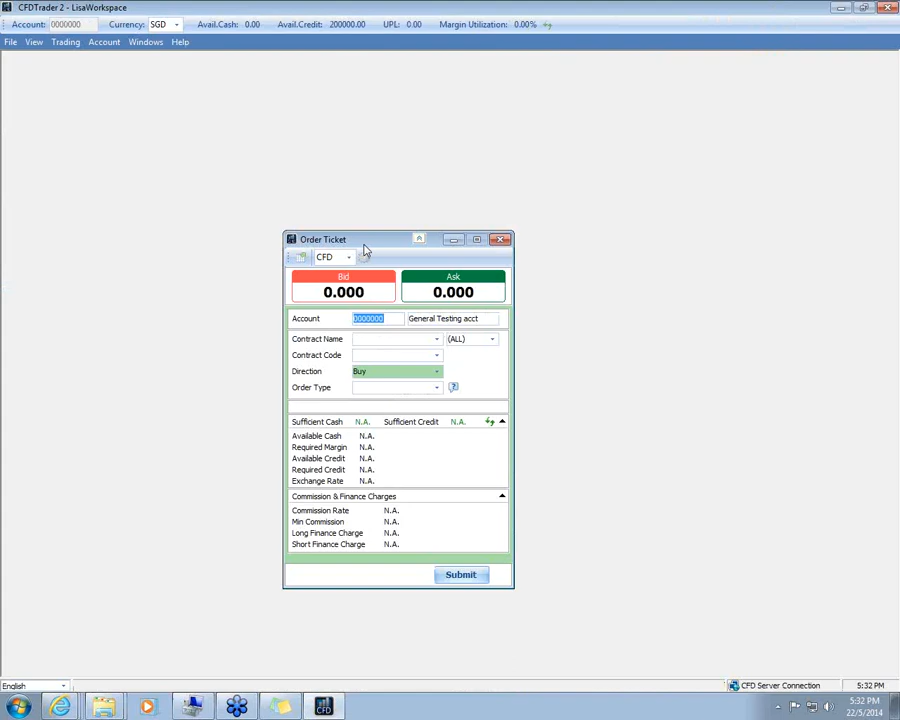 CFDTrader 2 - LisaWorkspace
Account: 0000000 Currency: SGD Avail.Cash: 0.00 Avail.Credit: 200000.00 UPL: 0.00 Margin Utilization: 0.00%
File View Trading Account Windows Help
Order Ticket
CFD
Bid Ask
0.000 0.000
Account 0000000 General Testing acct
Contract Name (ALL)
Contract Code
Direction Buy
Order Type ?
Sufficient Cash N.A. Sufficient Credit N.A.
Available Cash N.A.
Required Margin N.A.
Available Credit N.A.
Required Credit N.A.
Exchange Rate N.A.
Commission & Finance Charges
Commission Rate N.A.
Min Commission N.A.
Long Finance Charge N.A.
Short Finance Charge N.A.
Submit
English CFD Server Connection 5:32 PM
CFD 5:32 PM
22/5/2014